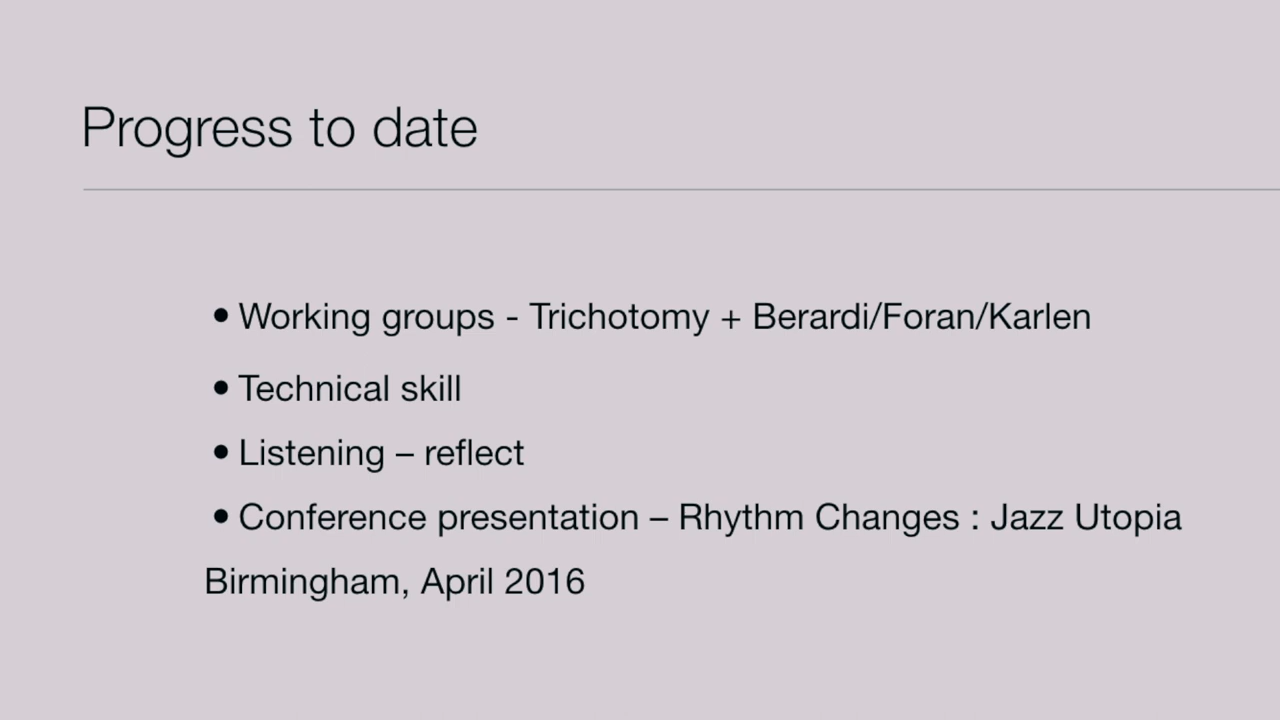 Progress to date
• Working groups - Trichotomy + Berardi/Foran/Karlen
• Technical skill
• Listening – reflect
• Conference presentation – Rhythm Changes : Jazz Utopia
Birmingham, April 2016